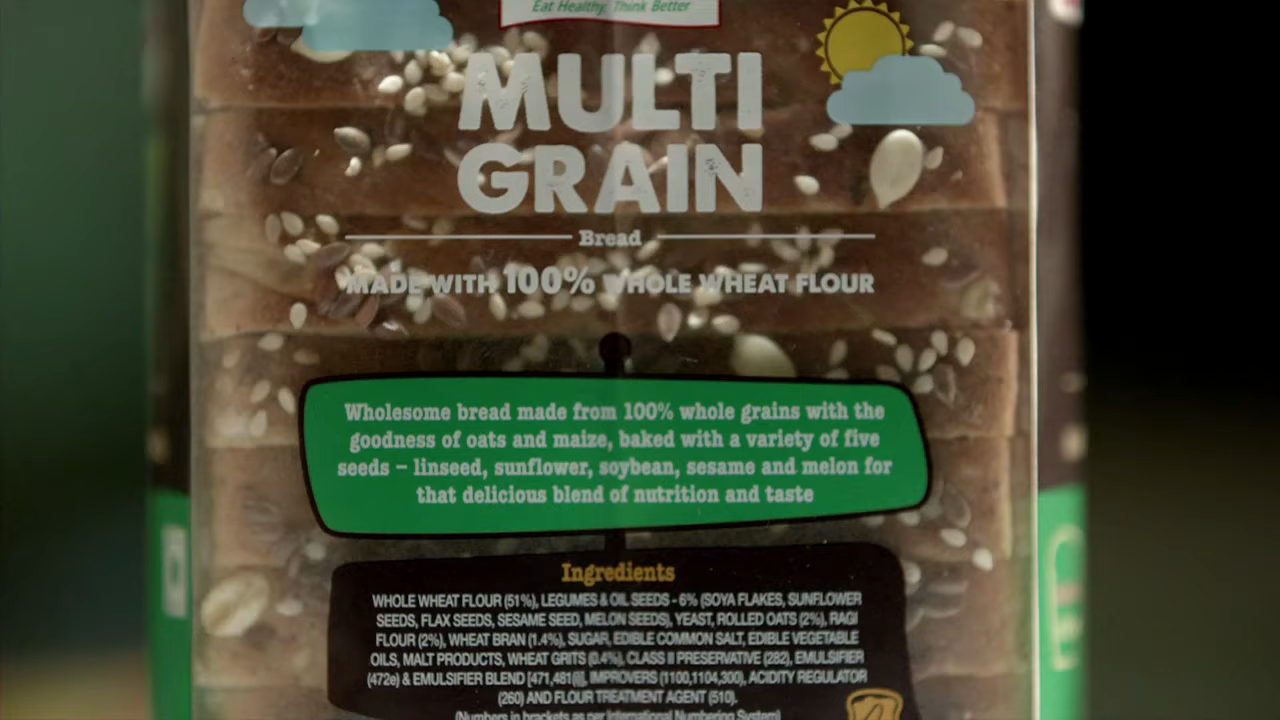 Eat Healthy, Think Better
MULTI
GRAIN
Bread
MADE WITH 100% WHOLE WHEAT FLOUR
Wholesome bread made from 100% whole grains with the
goodness of oats and maize, baked with a variety of five
seeds – linseed, sunflower, soybean, sesame and melon for
that delicious blend of nutrition and taste
Ingredients
WHOLE WHEAT FLOUR (51%), LEGUMES & OIL SEEDS - 6% (SOYA FLAKES, SUNFLOWER
SEEDS, FLAX SEEDS, SESAME SEED, MELON SEEDS), YEAST, ROLLED OATS (2%), RAGI
FLOUR (2%), WHEAT BRAN (1.4%), SUGAR, EDIBLE COMMON SALT, EDIBLE VEGETABLE
OILS, MALT PRODUCTS, WHEAT GRITS (0.4%), CLASS II PRESERVATIVE (282), EMULSIFIER
(472e) & EMULSIFIER BLEND [471,481(i)], IMPROVERS (1100,1104,300), ACIDITY REGULATOR
(260) AND FLOUR TREATMENT AGENT (510).
(Numbers in brackets as per International Numbering System)